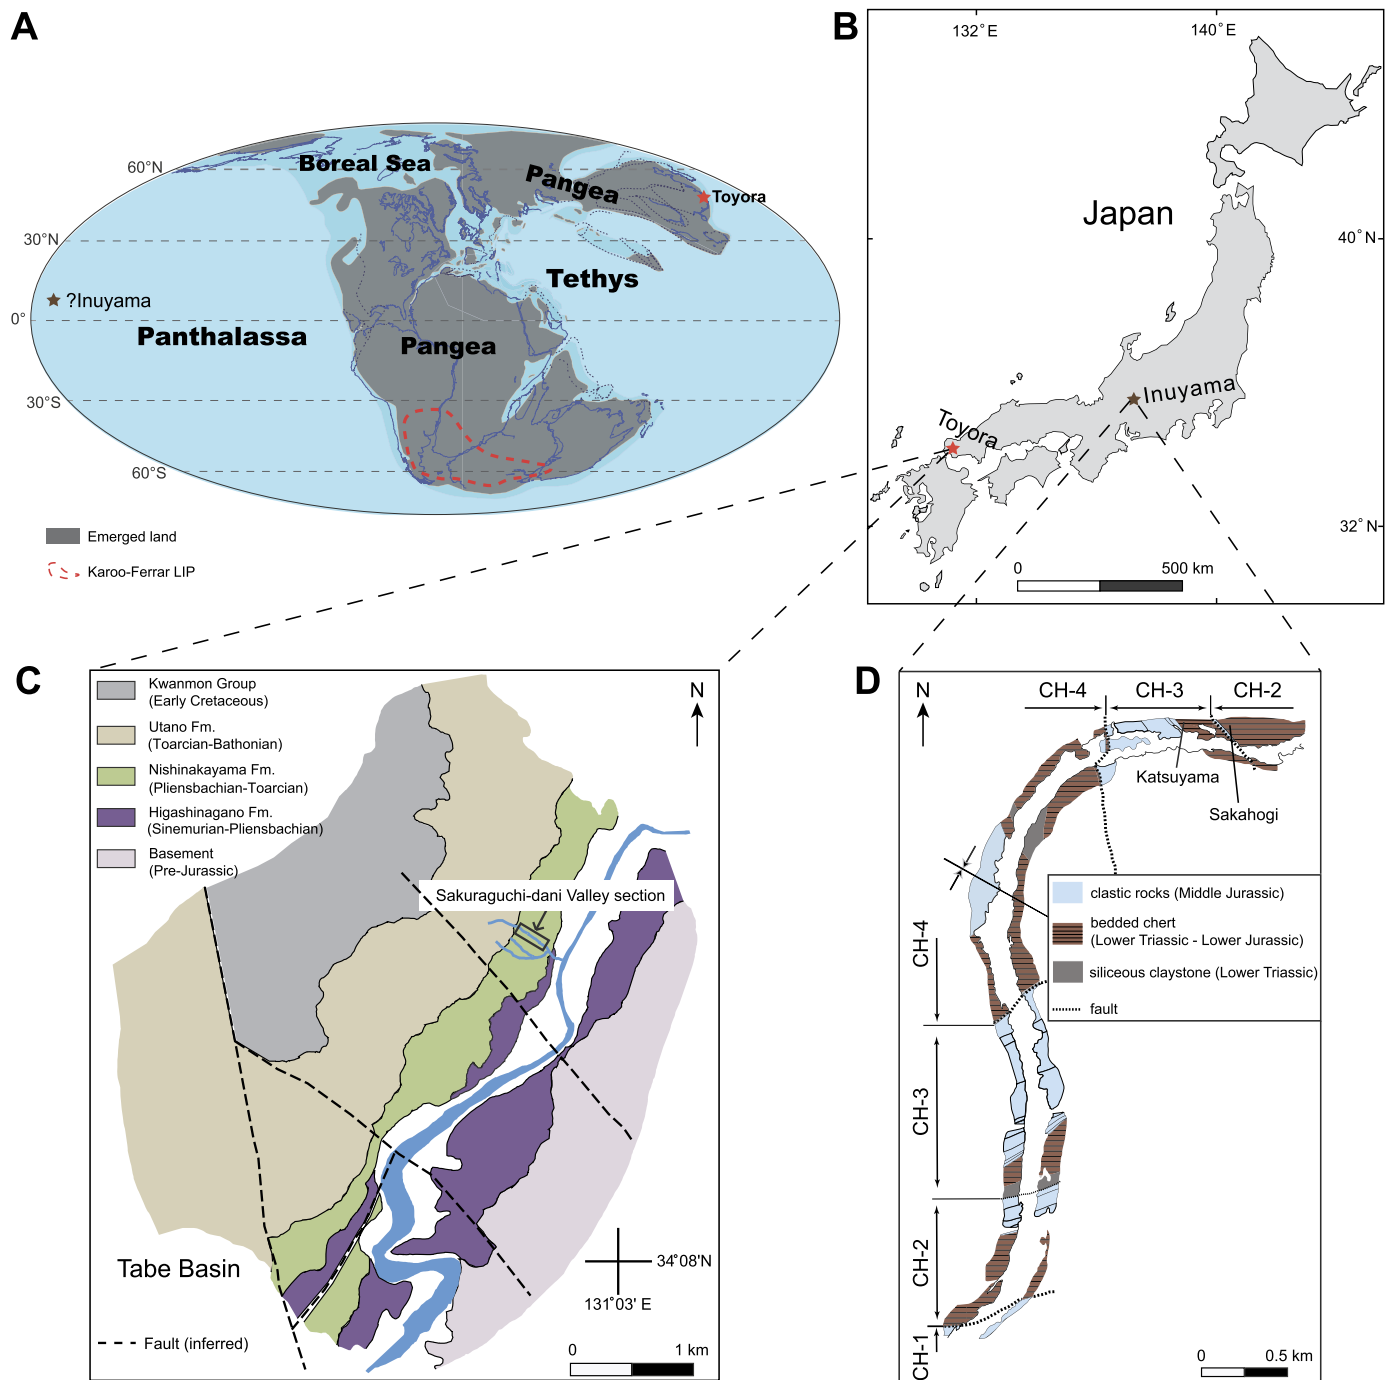 A
60°N
Boreal Sea
Pangea
Toyora
30°N
Tethys
?Inuyama
0°
Panthalassa
Pangea
30°S
60°S
Emerged land
Karoo-Ferrar LIP
B
132°E
140°E
Japan
40°N
Inuyama
Toyora
32°N
0
500 km
C
Kwanmon Group
(Early Cretaceous)
Utano Fm.
(Toarcian-Bathonian)
Nishinakayama Fm.
(Pliensbachian-Toarcian)
Higashinagano Fm.
(Sinemurian-Pliensbachian)
Basement
(Pre-Jurassic)
N
Sakuraguchi-dani Valley section
Tabe Basin
34°08'N
131°03' E
Fault (inferred)
0
1 km
D
N
CH-4
CH-3
CH-2
Katsuyama
Sakahogi
clastic rocks (Middle Jurassic)
bedded chert
(Lower Triassic - Lower Jurassic)
siliceous claystone (Lower Triassic)
fault
CH-4
CH-3
CH-2
CH-1
0
0.5 km